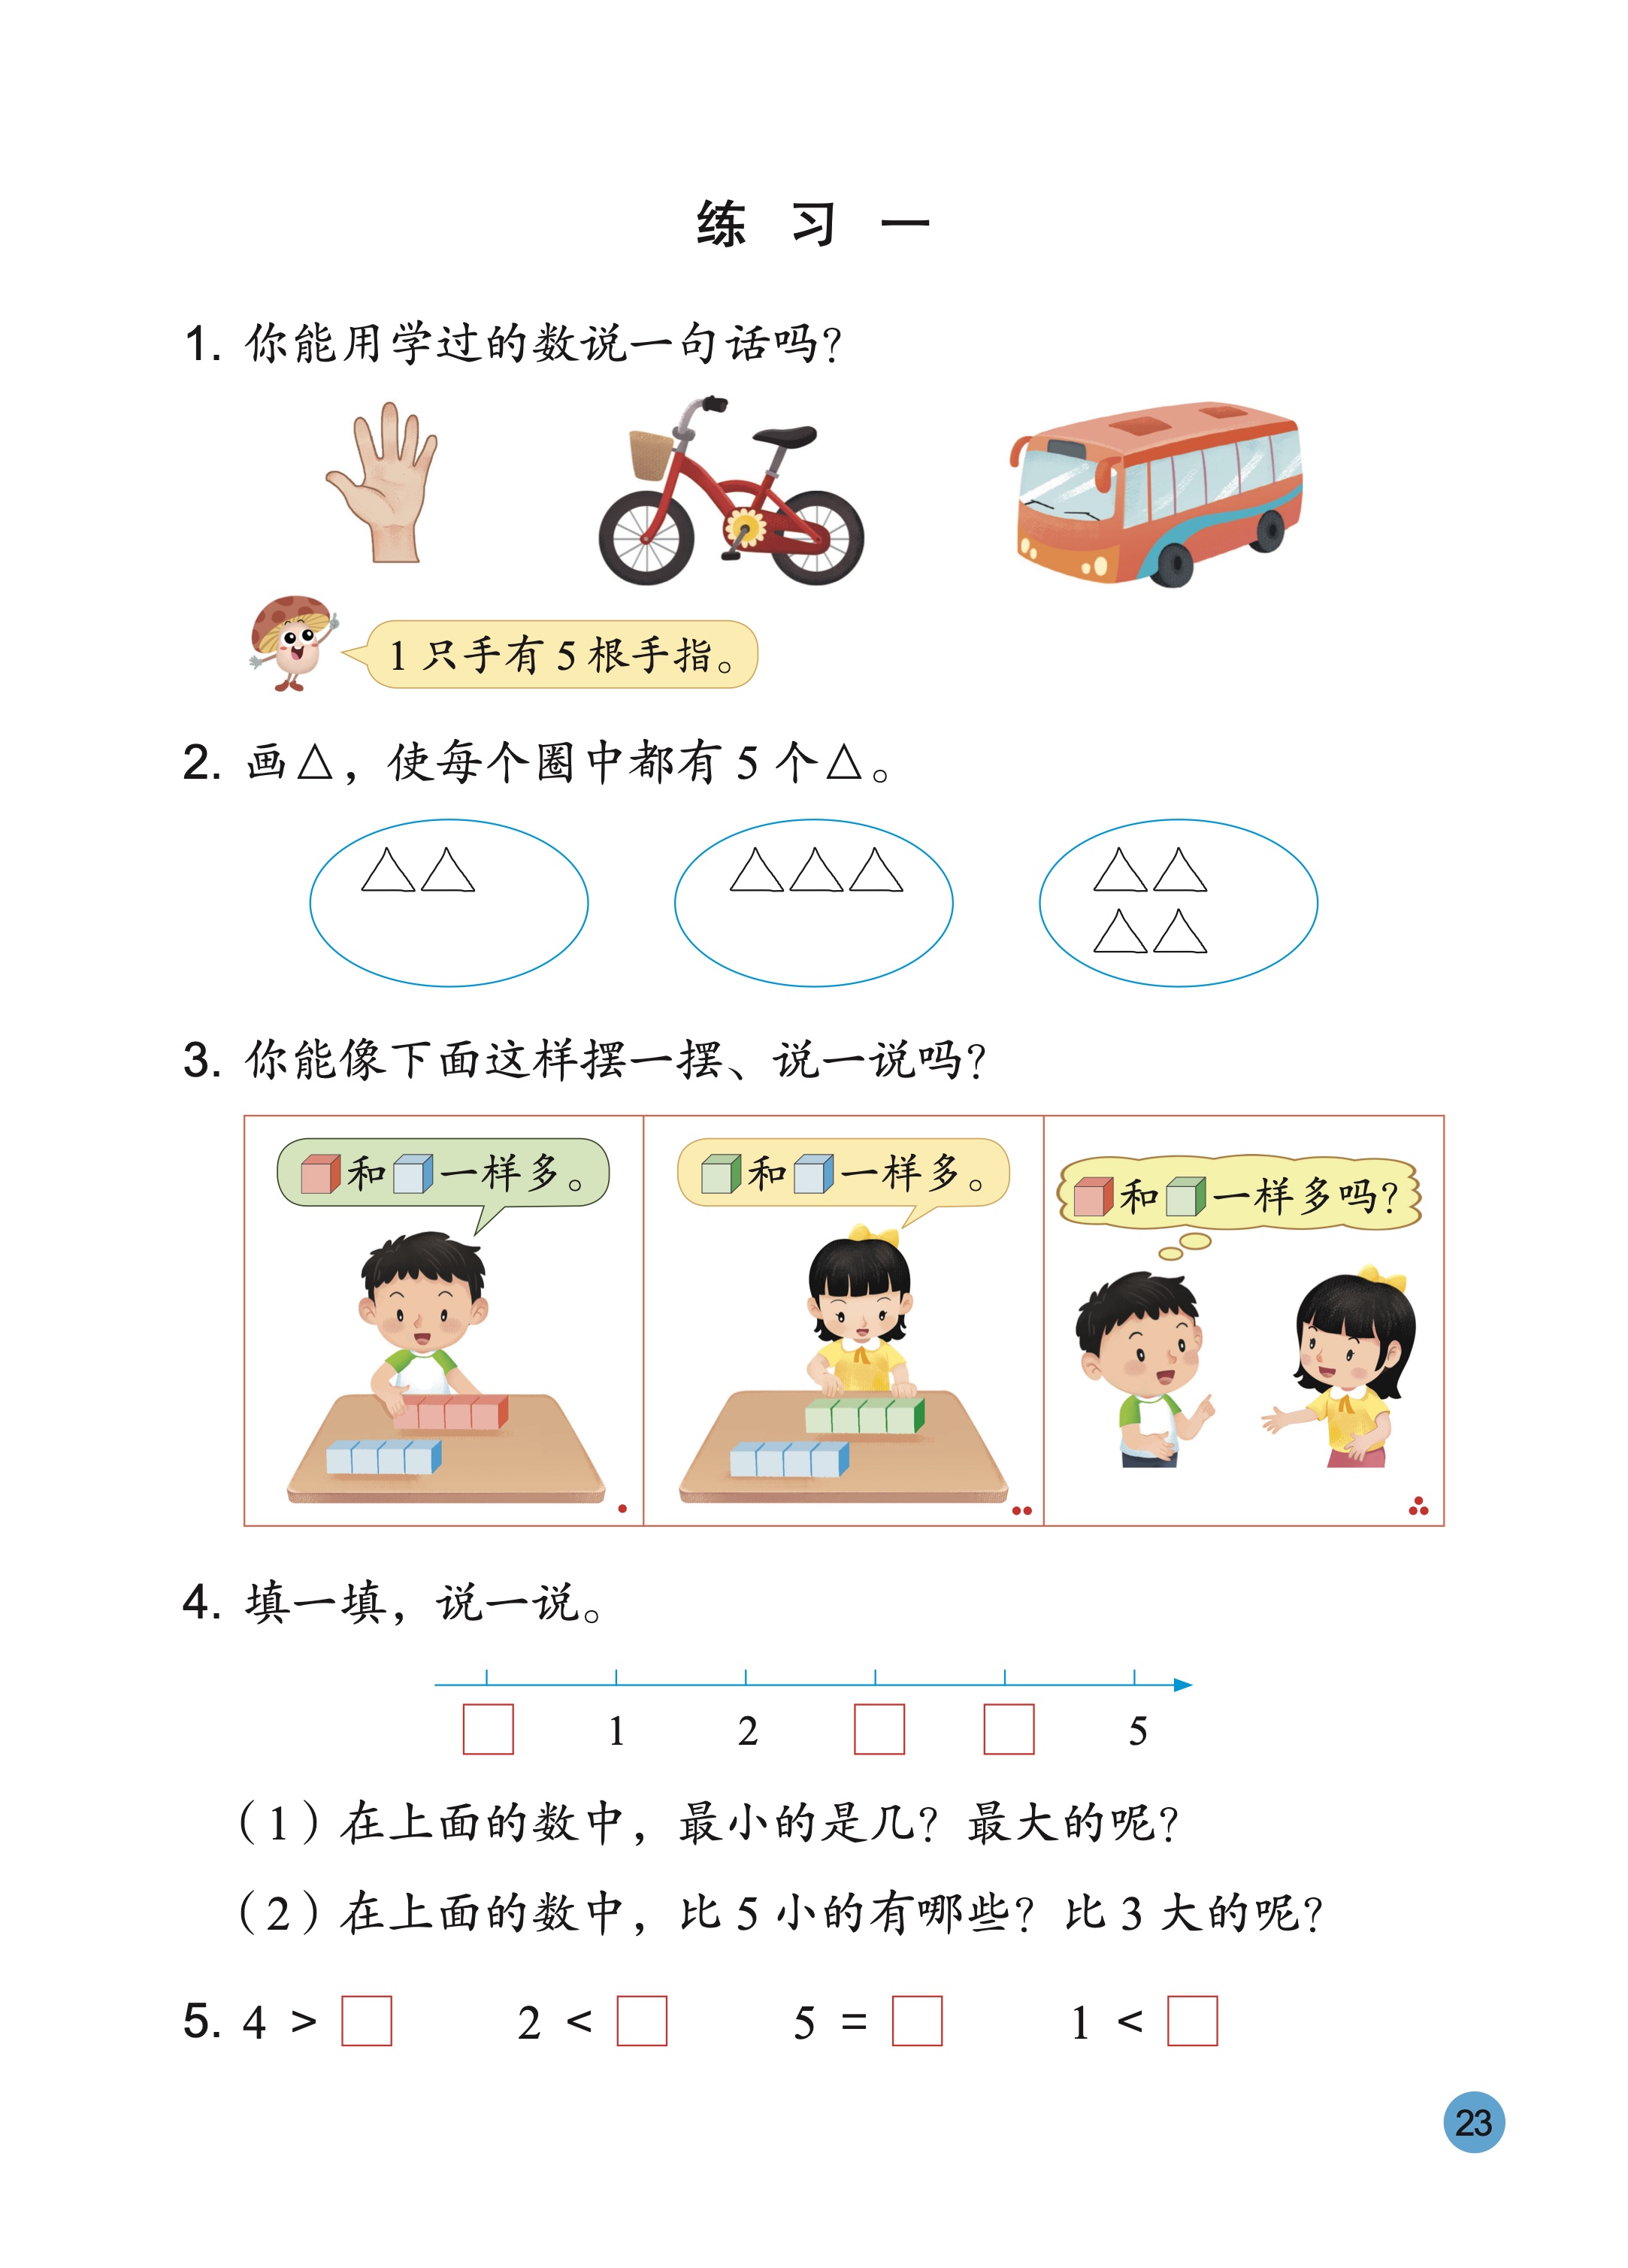 练习一
1. 你能用学过的数说一句话吗？
1只手有5根手指。
2. 画△，使每个圈中都有5个△。
3. 你能像下面这样摆一摆、说一说吗？
和 一样多。
和 一样多。
和 一样多吗？
4. 填一填，说一说。
□ 1 2 □ □ 5
（1）在上面的数中，最小的是几？最大的呢？
（2）在上面的数中，比5小的有哪些？比3大的呢？
5. 4 > □ 2 < □ 5 = □ 1 < □
23